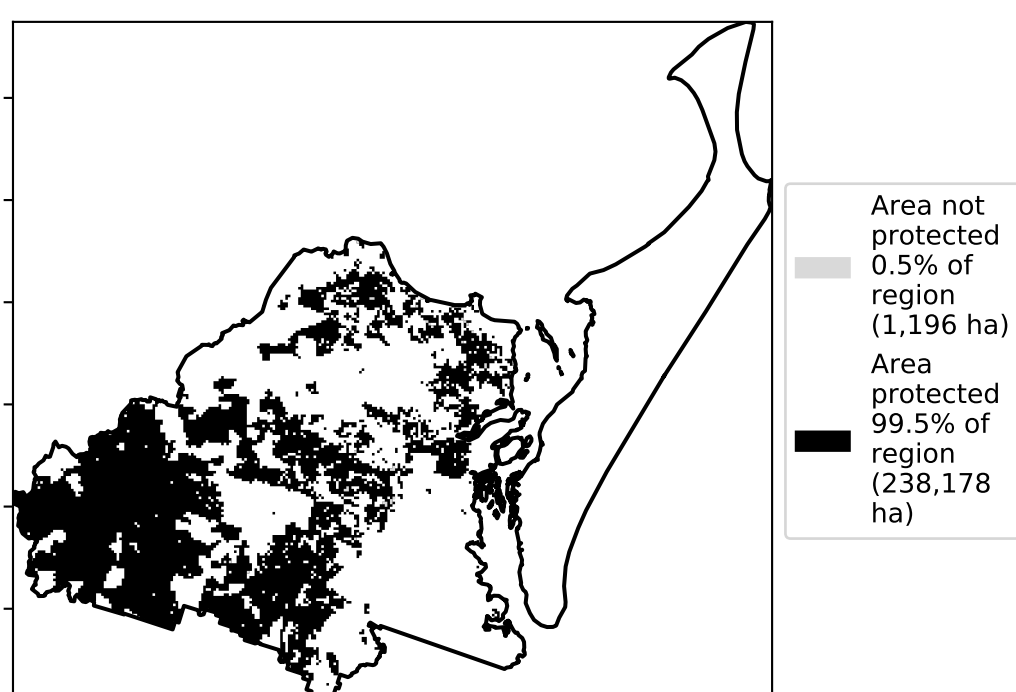 Area not
protected
0.5% of
region
(1,196 ha)
Area
protected
99.5% of
region
(238,178
ha)